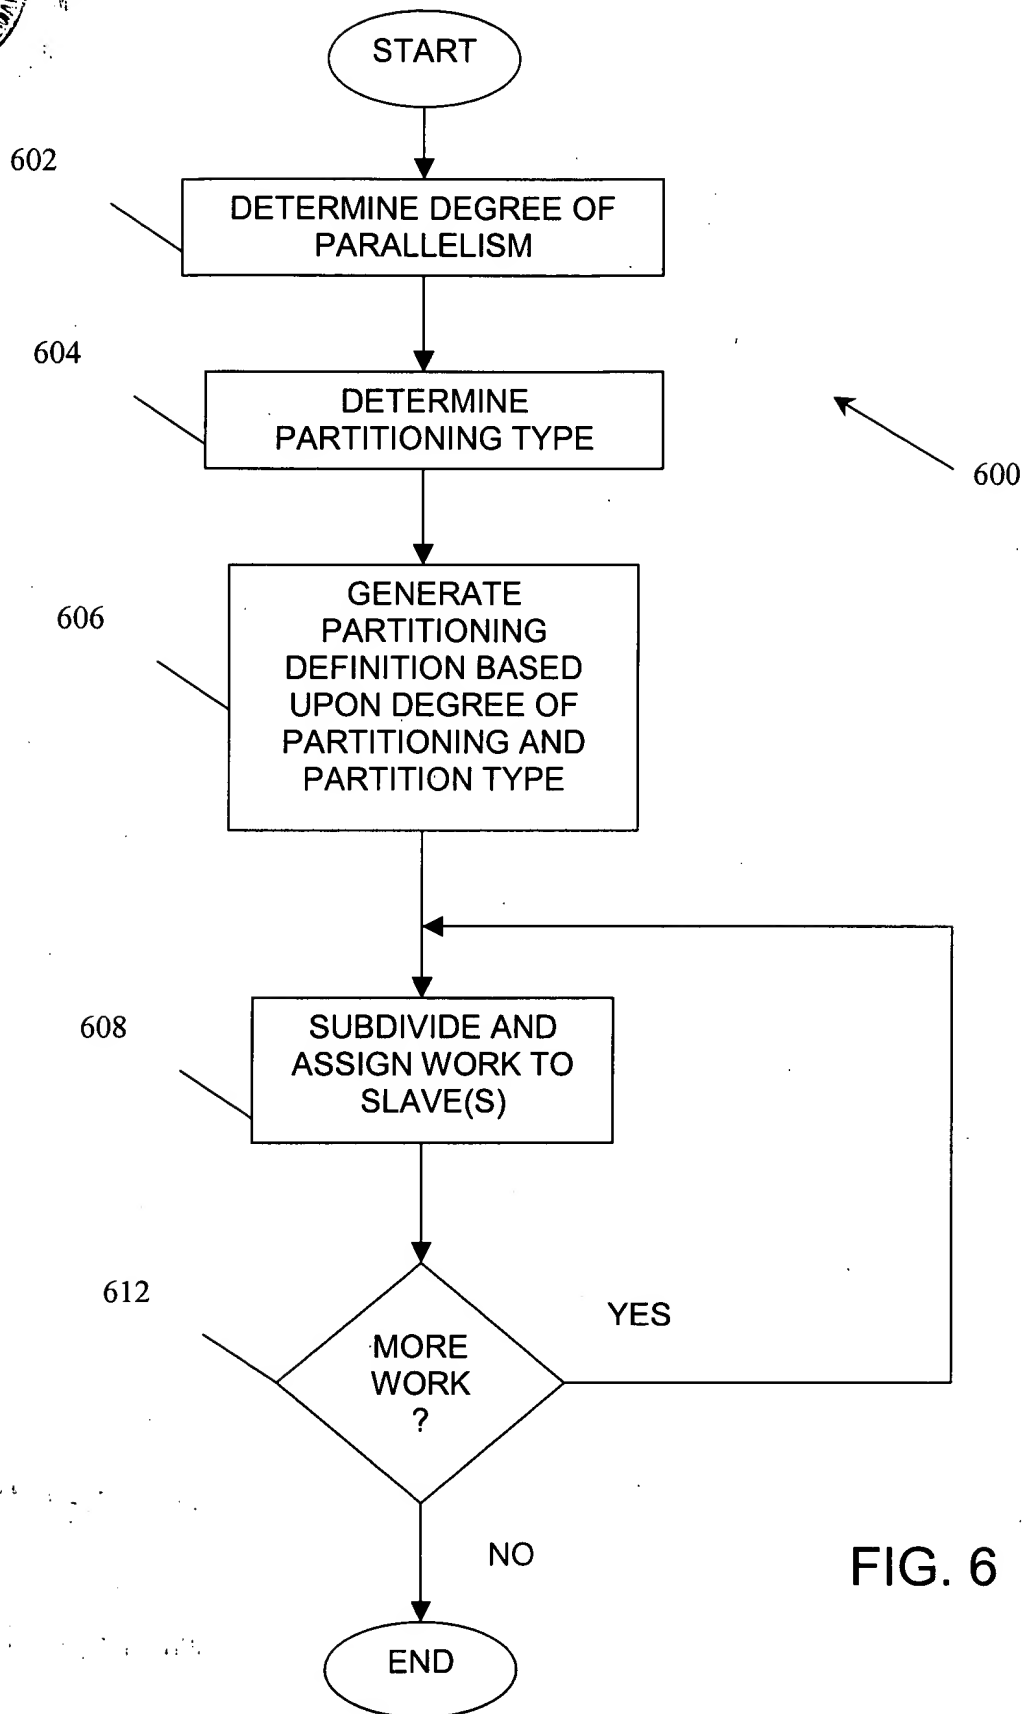 START
602
DETERMINE DEGREE OF
PARALLELISM
604
DETERMINE
PARTITIONING TYPE
600
606
GENERATE
PARTITIONING
DEFINITION BASED
UPON DEGREE OF
PARTITIONING AND
PARTITION TYPE
608
SUBDIVIDE AND
ASSIGN WORK TO
SLAVE(S)
612
MORE
WORK
?
YES
NO
FIG. 6
END